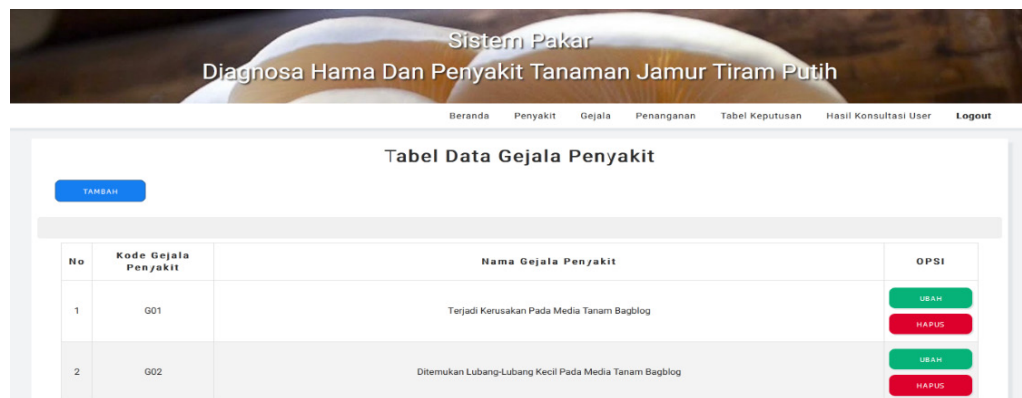 Sistem Pakar
Diagnosa Hama Dan Penyakit Tanaman Jamur Tiram Putih
Beranda Penyakit Gejala Penanganan Tabel Keputusan Hasil Konsultasi User Logout
Tabel Data Gejala Penyakit
TAMBAH
No Kode Gejala Penyakit Nama Gejala Penyakit OPSI
1 G01 Terjadi Kerusakan Pada Media Tanam Bagblog UBAH
HAPUS
2 G02 Ditemukan Lubang-Lubang Kecil Pada Media Tanam Bagblog UBAH
HAPUS